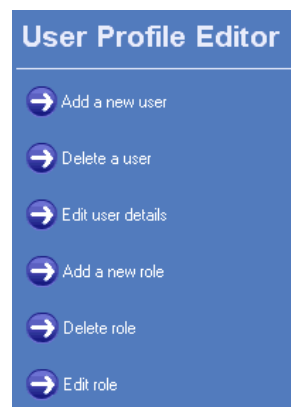 User Profile Editor
Add a new user
Delete a user
Edit user details
Add a new role
Delete role
Edit role